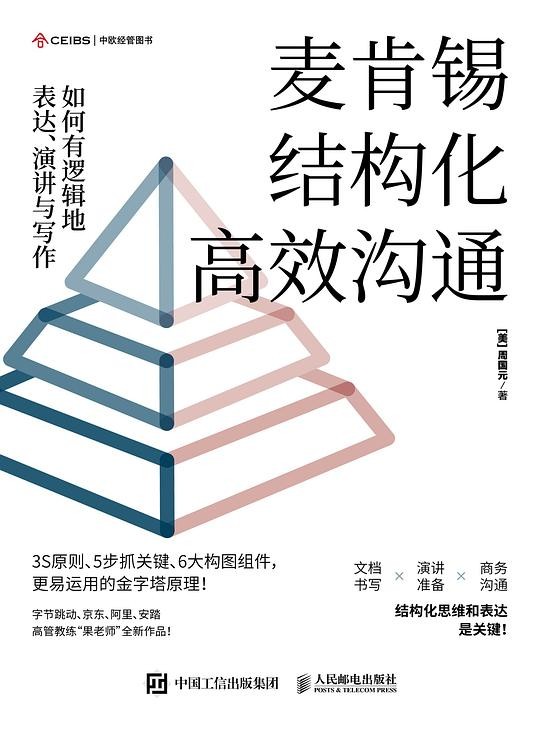 CEIBS | 中欧经管图书
麦肯锡
结构化
高效沟通
如何有逻辑地
表达、演讲与写作
[美] 周国元 / 著
3S原则、5步抓关键、6大构图组件，
更易运用的金字塔原理！
字节跳动、京东、阿里、安踏
高管教练“果老师”全新作品！
文档 × 演讲 × 商务
书写 准备 沟通
结构化思维和表达
是关键！
中国工信出版集团
人民邮电出版社
POSTS & TELECOM PRESS